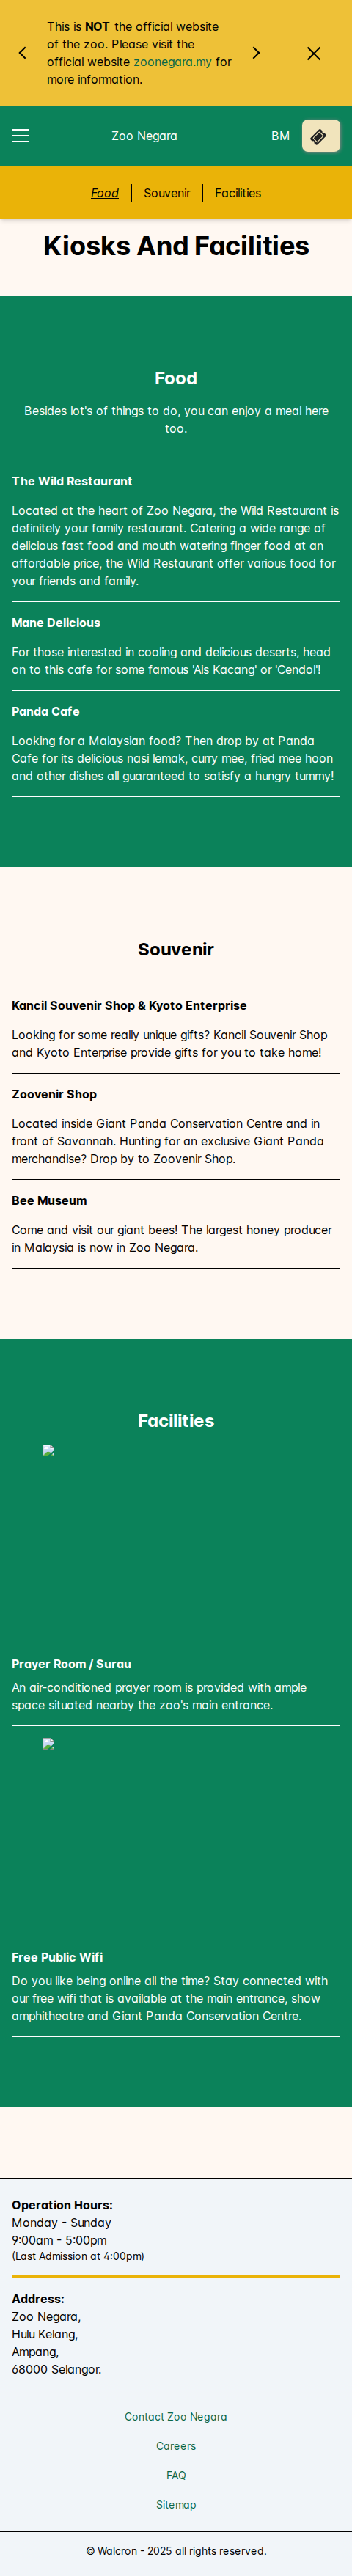 This is NOT the official website
of the zoo. Please visit the
official website zoonegara.my for
more information.
Zoo Negara
BM
Food
Souvenir
Facilities
Kiosks And Facilities
Food
Besides lot's of things to do, you can enjoy a meal here
too.
The Wild Restaurant
Located at the heart of Zoo Negara, the Wild Restaurant is
definitely your family restaurant. Catering a wide range of
delicious fast food and mouth watering finger food at an
affordable price, the Wild Restaurant offer various food for
your friends and family.
Mane Delicious
For those interested in cooling and delicious deserts, head
on to this cafe for some famous 'Ais Kacang' or 'Cendol'!
Panda Cafe
Looking for a Malaysian food? Then drop by at Panda
Cafe for its delicious nasi lemak, curry mee, fried mee hoon
and other dishes all guaranteed to satisfy a hungry tummy!
Souvenir
Kancil Souvenir Shop & Kyoto Enterprise
Looking for some really unique gifts? Kancil Souvenir Shop
and Kyoto Enterprise provide gifts for you to take home!
Zoovenir Shop
Located inside Giant Panda Conservation Centre and in
front of Savannah. Hunting for an exclusive Giant Panda
merchandise? Drop by to Zoovenir Shop.
Bee Museum
Come and visit our giant bees! The largest honey producer
in Malaysia is now in Zoo Negara.
Facilities
Prayer Room / Surau
An air-conditioned prayer room is provided with ample
space situated nearby the zoo's main entrance.
Free Public Wifi
Do you like being online all the time? Stay connected with
our free wifi that is available at the main entrance, show
amphitheatre and Giant Panda Conservation Centre.
Operation Hours:
Monday - Sunday
9:00am - 5:00pm
(Last Admission at 4:00pm)
Address:
Zoo Negara,
Hulu Kelang,
Ampang,
68000 Selangor.
Contact Zoo Negara
Careers
FAQ
Sitemap
© Walcron - 2025 all rights reserved.